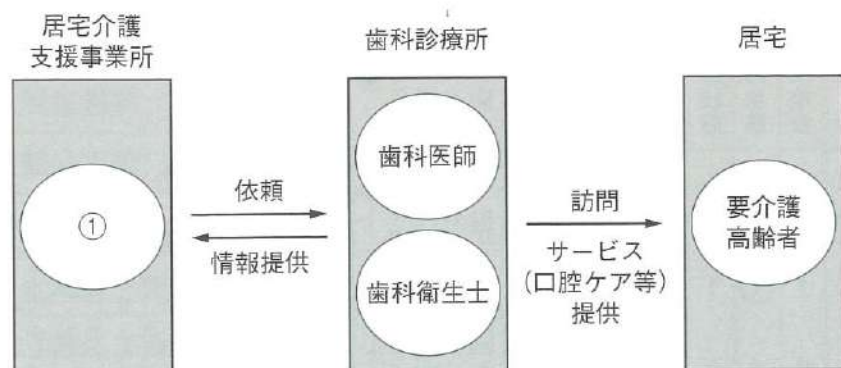 居宅介護
支援事業所
①
依頼
情報提供
歯科診療所
歯科医師
歯科衛生士
訪問
サービス
(口腔ケア等)
提供
居宅
要介護
高齢者